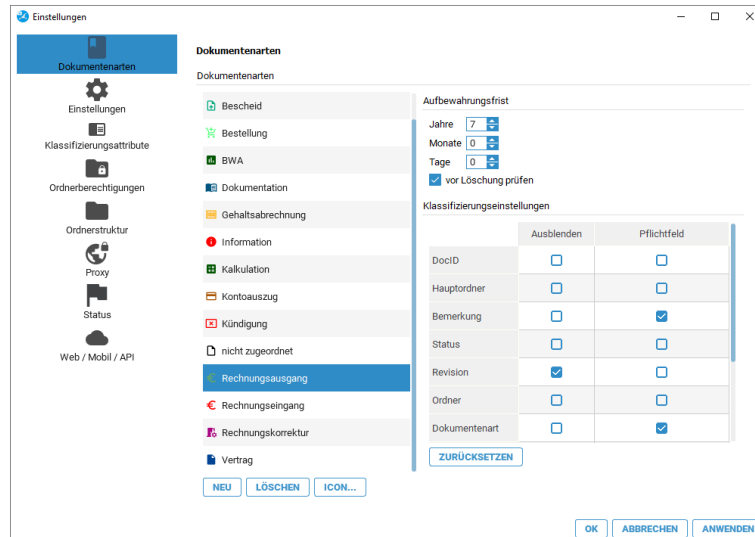 Einstellungen
Dokumentenarten
Einstellungen
Klassifizierungsattribute
Ordnerberechtigungen
Ordnerstruktur
Proxy
Status
Web / Mobil / API
Dokumentenarten
Dokumentenarten
Bescheid
Bestellung
BWA
Dokumentation
Gehaltsabrechnung
Information
Kalkulation
Kontoauszug
Kündigung
nicht zugeordnet
Rechnungsausgang
Rechnungseingang
Rechnungskorrektur
Vertrag
NEU LÖSCHEN ICON...
Aufbewahrungsfrist
Jahre 7
Monate 0
Tage 0
vor Löschung prüfen
Klassifizierungseinstellungen
Ausblenden Pflichtfeld
DocID
Hauptordner
Bemerkung
Status
Revision
Ordner
Dokumentenart
ZURÜCKSETZEN
OK ABBRECHEN ANWENDEN